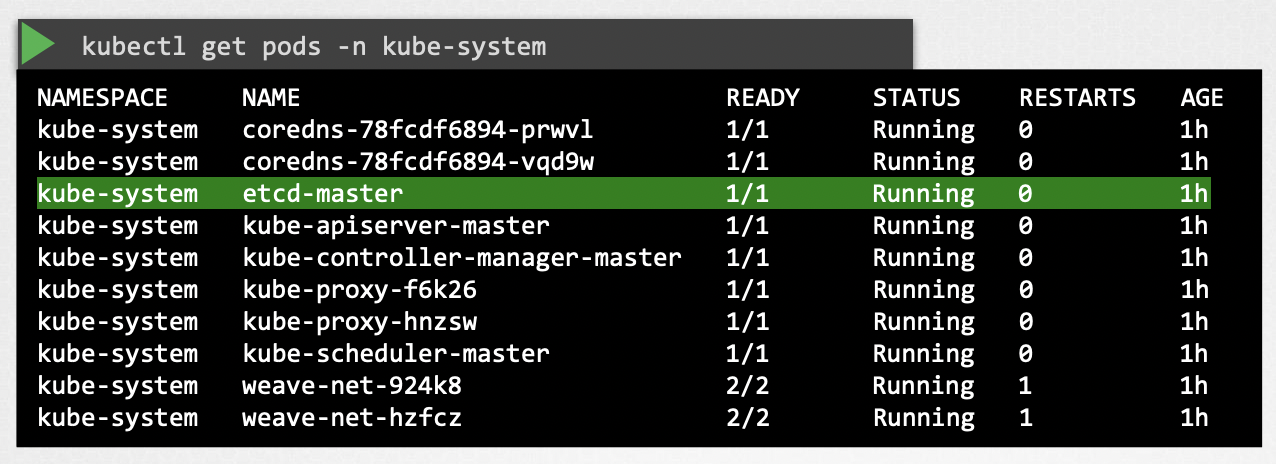 kubectl get pods -n kube-system
NAMESPACE NAME READY STATUS RESTARTS AGE
kube-system coredns-78fcdf6894-prwvl 1/1 Running 0 1h
kube-system coredns-78fcdf6894-vqd9w 1/1 Running 0 1h
kube-system etcd-master 1/1 Running 0 1h
kube-system kube-apiserver-master 1/1 Running 0 1h
kube-system kube-controller-manager-master 1/1 Running 0 1h
kube-system kube-proxy-f6k26 1/1 Running 0 1h
kube-system kube-proxy-hnzsw 1/1 Running 0 1h
kube-system kube-scheduler-master 1/1 Running 0 1h
kube-system weave-net-924k8 2/2 Running 1 1h
kube-system weave-net-hzfcz 2/2 Running 1 1h